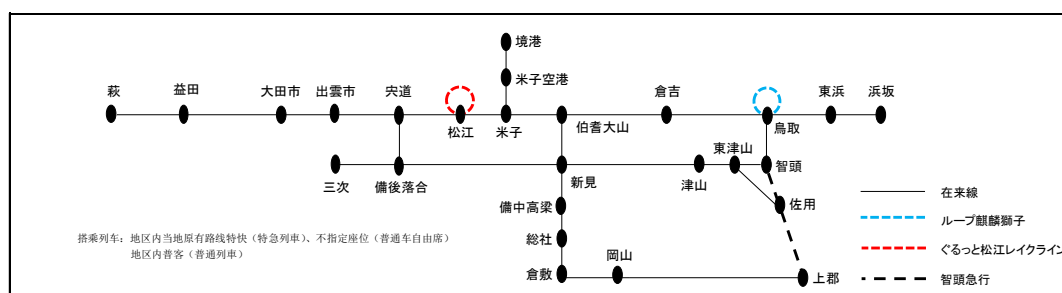 境港
米子空港
萩
益田
大田市
出雲市
宍道
松江
米子
伯耆大山
倉吉
鳥取
東浜
浜坂
三次
備後落合
新見
津山
東津山
智頭
備中高梁
佐用
総社
倉敷
岡山
上郡
在来線
ループ麒麟獅子
ぐるっと松江レイクライン
智頭急行
搭乘列车：地区内当地原有路线特快（特急列車）、不指定座位（普通车自由席）
地区内普客（普通列車）